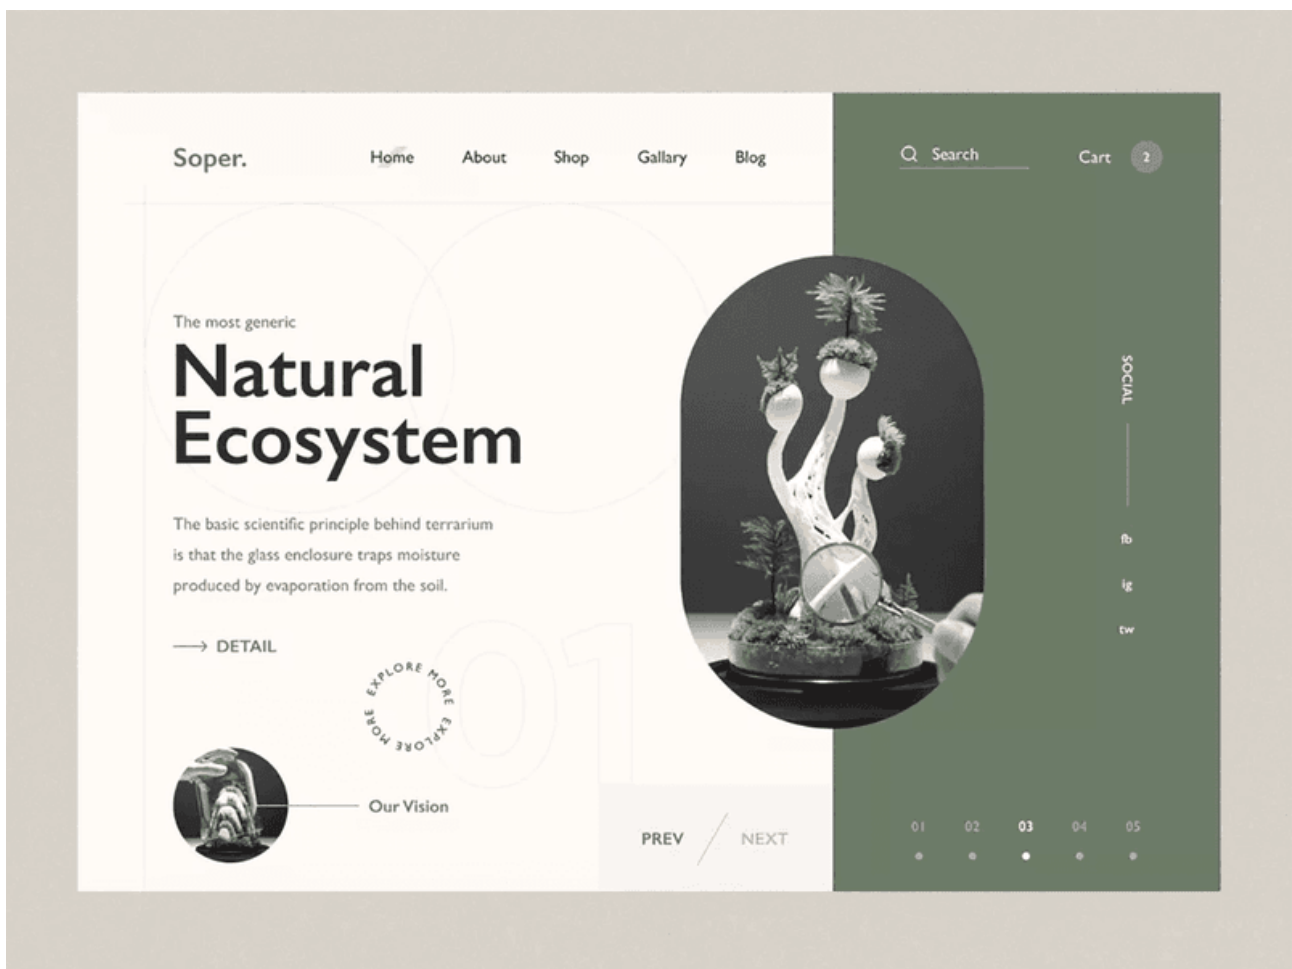 Soper.
Home
About
Shop
Gallary
Blog
Search
Cart
2
The most generic
Natural
Ecosystem
The basic scientific principle behind terrarium
is that the glass enclosure traps moisture
produced by evaporation from the soil.
DETAIL
EXPLORE MORE EXPLORE MORE
01
Our Vision
PREV
NEXT
SOCIAL
fb
ig
tw
01
02
03
04
05